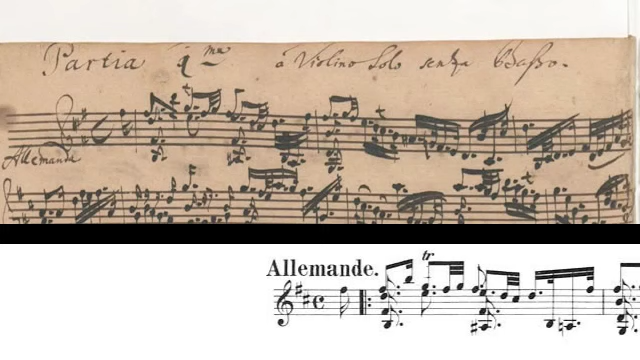 Partia 1ma à Violino Solo senza Basso.
Allemande
Allemande.
tr